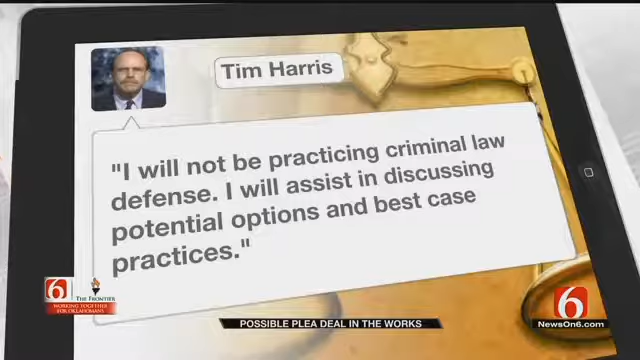 Tim Harris
"I will not be practicing criminal law
defense. I will assist in discussing
potential options and best case
practices."
6
THE FRONTIER
WORKING TOGETHER
FOR OKLAHOMANS
POSSIBLE PLEA DEAL IN THE WORKS
6
NewsOn6.com